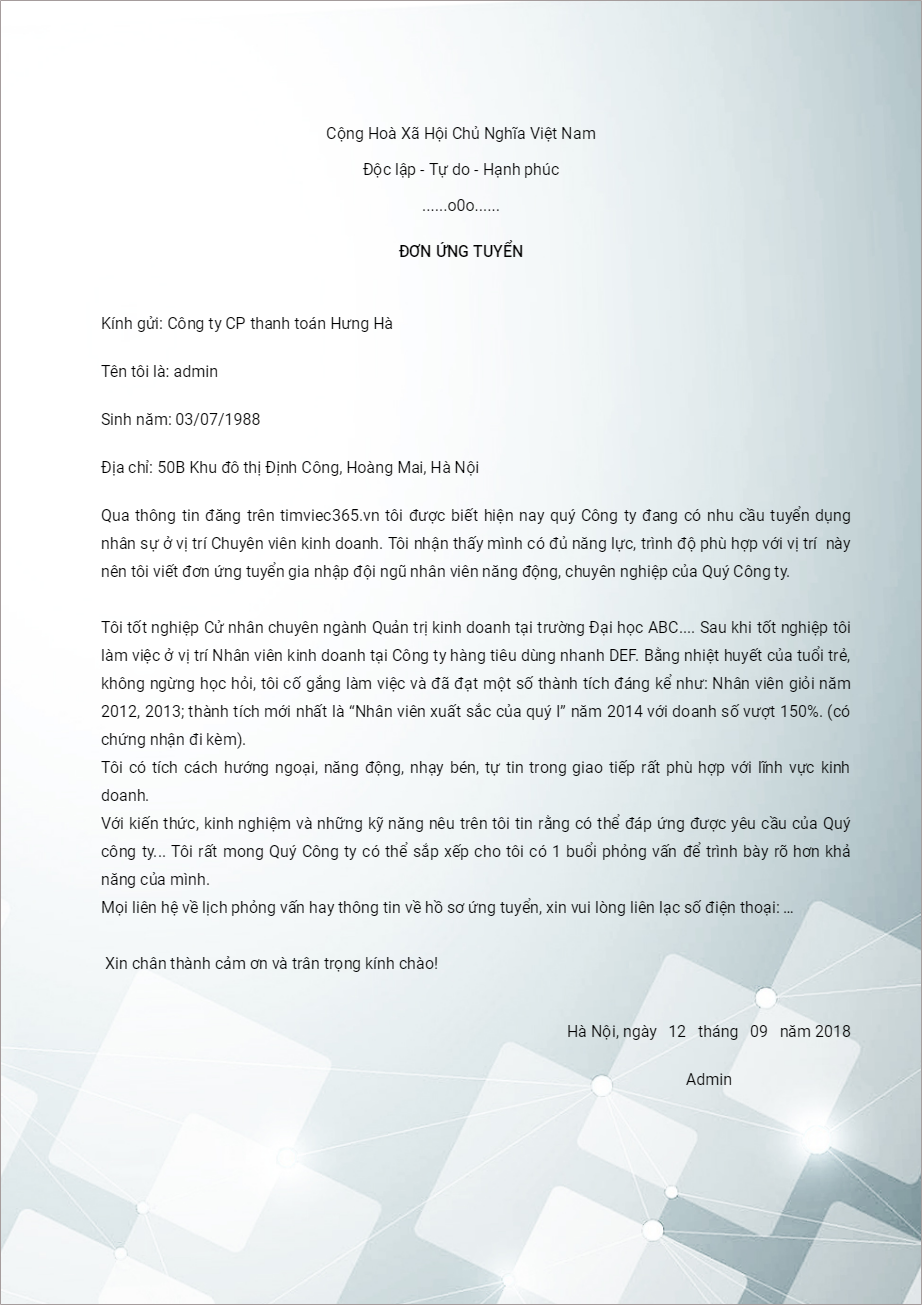 Cộng Hoà Xã Hội Chủ Nghĩa Việt Nam
Độc lập - Tự do - Hạnh phúc
......o0o......
ĐƠN ỨNG TUYỂN
Kính gửi: Công ty CP thanh toán Hưng Hà
Tên tôi là: admin
Sinh năm: 03/07/1988
Địa chỉ: 50B Khu đô thị Định Công, Hoàng Mai, Hà Nội
Qua thông tin đăng trên timviec365.vn tôi được biết hiện nay quý Công ty đang có nhu cầu tuyển dụng
nhân sự ở vị trí Chuyên viên kinh doanh. Tôi nhận thấy mình có đủ năng lực, trình độ phù hợp với vị trí  này
nên tôi viết đơn ứng tuyển gia nhập đội ngũ nhân viên năng động, chuyên nghiệp của Quý Công ty.
Tôi tốt nghiệp Cử nhân chuyên ngành Quản trị kinh doanh tại trường Đại học ABC.... Sau khi tốt nghiệp tôi
làm việc ở vị trí Nhân viên kinh doanh tại Công ty hàng tiêu dùng nhanh DEF. Bằng nhiệt huyết của tuổi trẻ,
không ngừng học hỏi, tôi cố gắng làm việc và đã đạt một số thành tích đáng kể như: Nhân viên giỏi năm
2012, 2013; thành tích mới nhất là “Nhân viên xuất sắc của quý I” năm 2014 với doanh số vượt 150%. (có
chứng nhận đi kèm).
Tôi có tích cách hướng ngoại, năng động, nhạy bén, tự tin trong giao tiếp rất phù hợp với lĩnh vực kinh
doanh.
Với kiến thức, kinh nghiệm và những kỹ năng nêu trên tôi tin rằng có thể đáp ứng được yêu cầu của Quý
công ty... Tôi rất mong Quý Công ty có thể sắp xếp cho tôi có 1 buổi phỏng vấn để trình bày rõ hơn khả
năng của mình.
Mọi liên hệ về lịch phỏng vấn hay thông tin về hồ sơ ứng tuyển, xin vui lòng liên lạc số điện thoại: …
Xin chân thành cảm ơn và trân trọng kính chào!
Hà Nội, ngày   12   tháng   09   năm 2018
Admin